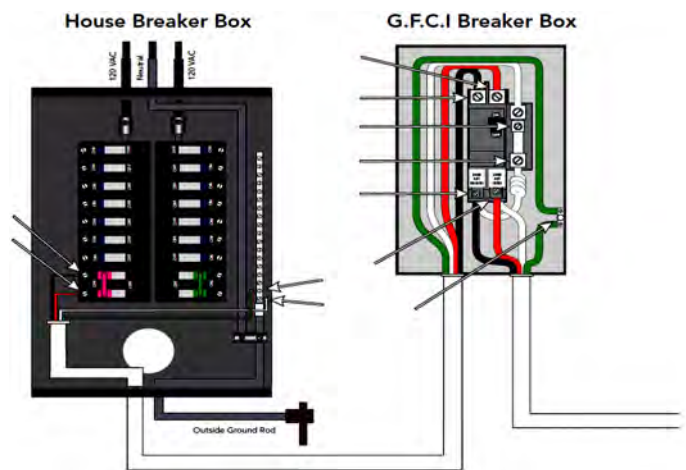 House Breaker Box
G.F.C.I Breaker Box
120 VAC
Neutral
120 VAC
Outside Ground Rod